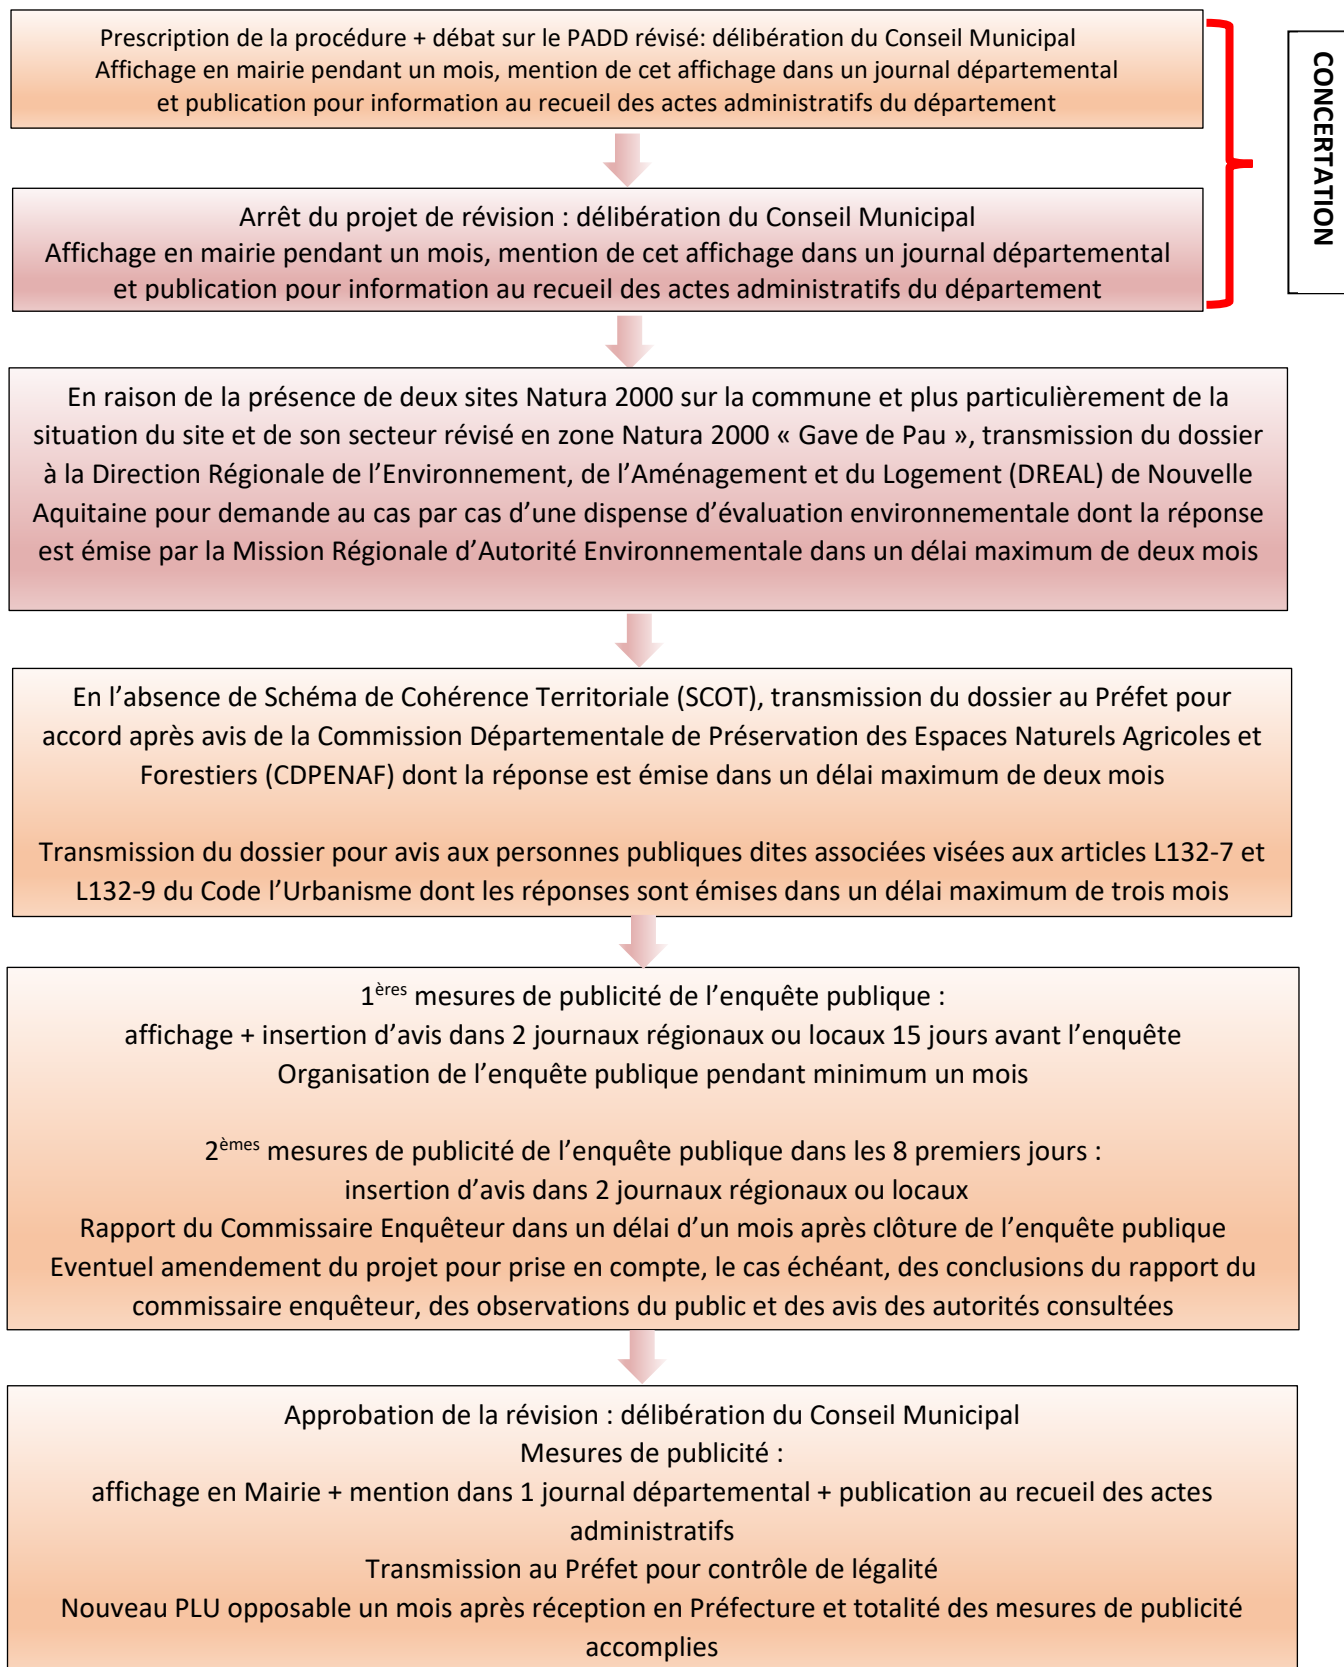 Prescription de la procédure + débat sur le PADD révisé: délibération du Conseil Municipal
Affichage en mairie pendant un mois, mention de cet affichage dans un journal départemental
et publication pour information au recueil des actes administratifs du département
CONCERTATION
Arrêt du projet de révision : délibération du Conseil Municipal
Affichage en mairie pendant un mois, mention de cet affichage dans un journal départemental
et publication pour information au recueil des actes administratifs du département
En raison de la présence de deux sites Natura 2000 sur la commune et plus particulièrement de la
situation du site et de son secteur révisé en zone Natura 2000 « Gave de Pau », transmission du dossier
à la Direction Régionale de l’Environnement, de l’Aménagement et du Logement (DREAL) de Nouvelle
Aquitaine pour demande au cas par cas d’une dispense d’évaluation environnementale dont la réponse
est émise par la Mission Régionale d’Autorité Environnementale dans un délai maximum de deux mois
En l’absence de Schéma de Cohérence Territoriale (SCOT), transmission du dossier au Préfet pour
accord après avis de la Commission Départementale de Préservation des Espaces Naturels Agricoles et
Forestiers (CDPENAF) dont la réponse est émise dans un délai maximum de deux mois
Transmission du dossier pour avis aux personnes publiques dites associées visées aux articles L132-7 et
L132-9 du Code l’Urbanisme dont les réponses sont émises dans un délai maximum de trois mois
1ères mesures de publicité de l’enquête publique :
affichage + insertion d’avis dans 2 journaux régionaux ou locaux 15 jours avant l’enquête
Organisation de l’enquête publique pendant minimum un mois
2èmes mesures de publicité de l’enquête publique dans les 8 premiers jours :
insertion d’avis dans 2 journaux régionaux ou locaux
Rapport du Commissaire Enquêteur dans un délai d’un mois après clôture de l’enquête publique
Eventuel amendement du projet pour prise en compte, le cas échéant, des conclusions du rapport du
commissaire enquêteur, des observations du public et des avis des autorités consultées
Approbation de la révision : délibération du Conseil Municipal
Mesures de publicité :
affichage en Mairie + mention dans 1 journal départemental + publication au recueil des actes
administratifs
Transmission au Préfet pour contrôle de légalité
Nouveau PLU opposable un mois après réception en Préfecture et totalité des mesures de publicité
accomplies